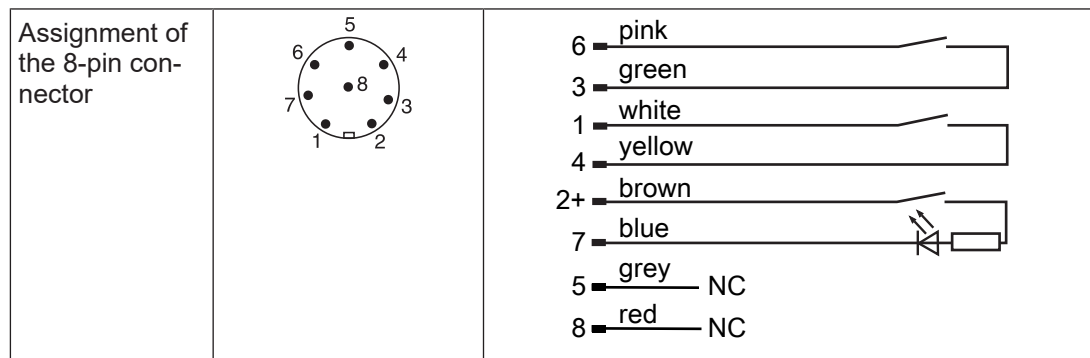 Assignment of
the 8-pin con-
nector
5
6
4
8
7
3
1
2
6 pink
3 green
1 white
4 yellow
2+ brown
7 blue
5 grey NC
8 red NC